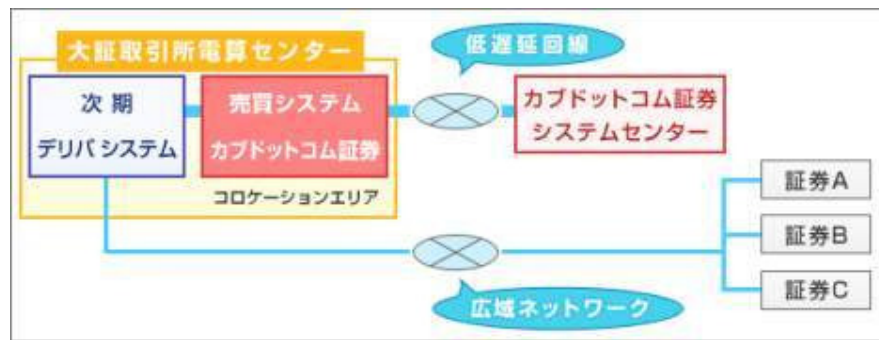 大証取引所電算センター
低遅延回線
次期
デリバシステム
売買システム
カブドットコム証券
カブドットコム証券
システムセンター
コロケーションエリア
証券A
証券B
証券C
広域ネットワーク